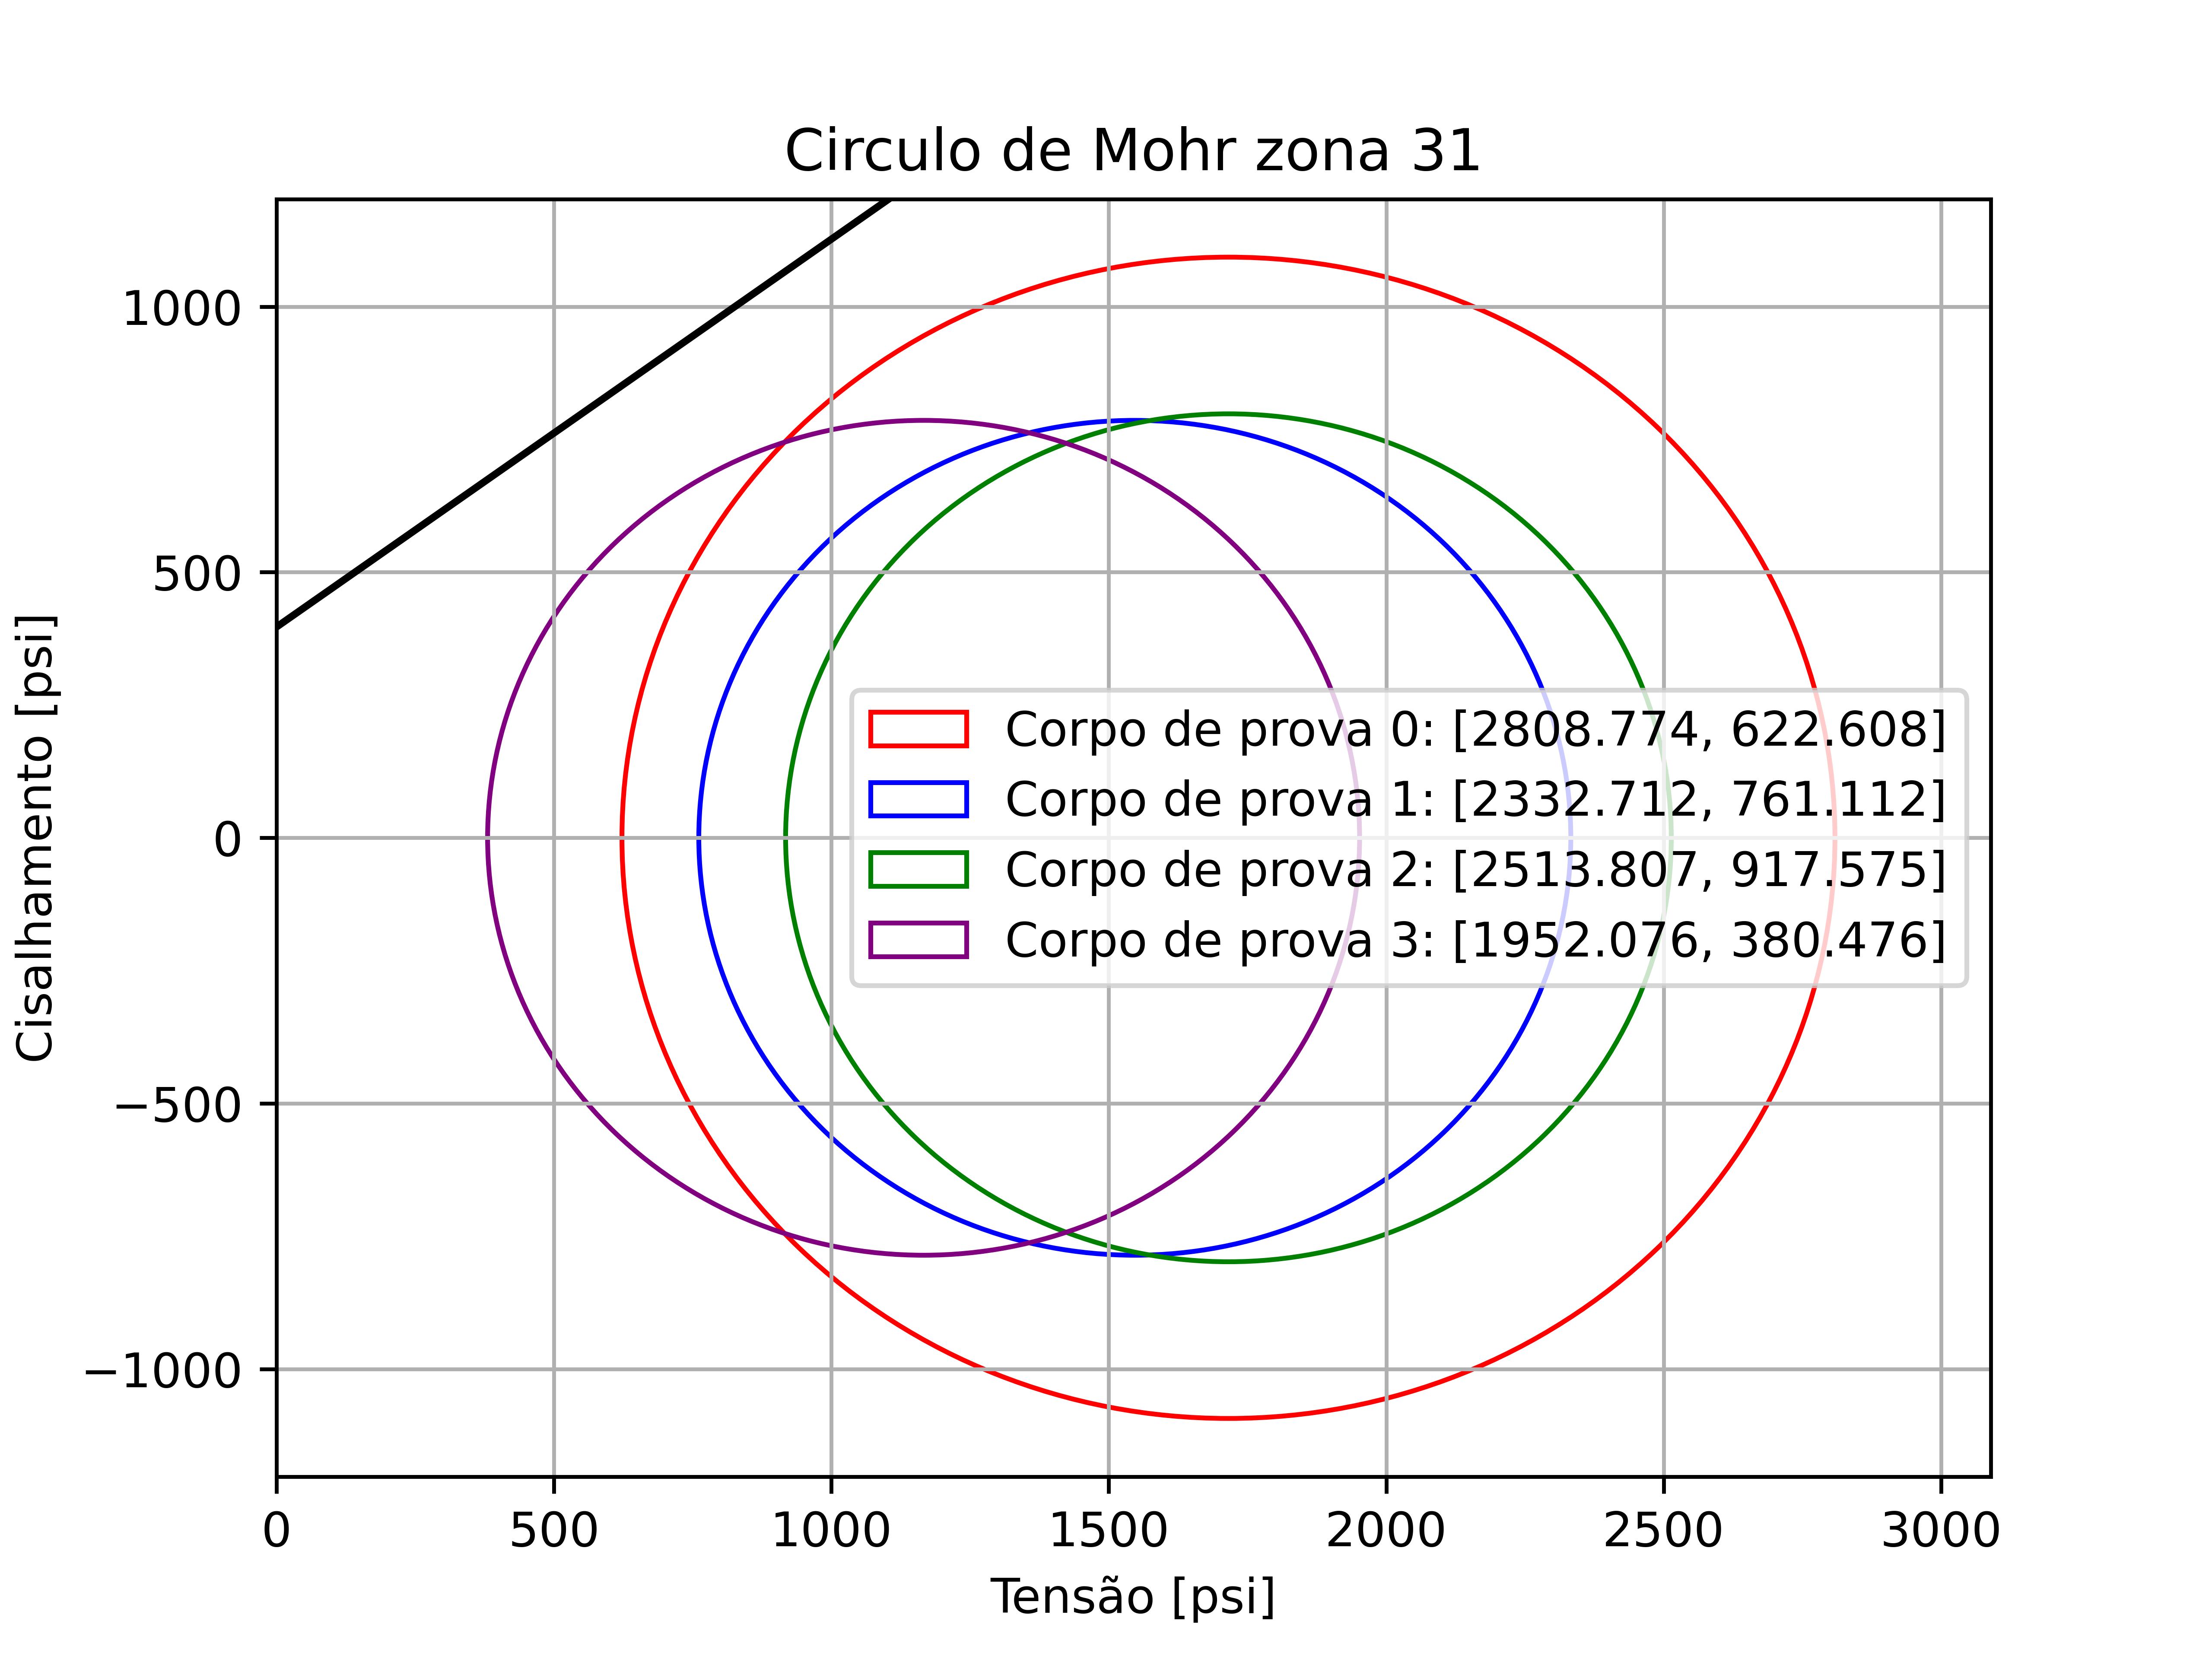 Circulo de Mohr zona 31
Cisalhamento [psi]
1000
500
0
−500
−1000
Corpo de prova 0: [2808.774, 622.608]
Corpo de prova 1: [2332.712, 761.112]
Corpo de prova 2: [2513.807, 917.575]
Corpo de prova 3: [1952.076, 380.476]
0 500 1000 1500 2000 2500 3000
Tensão [psi]